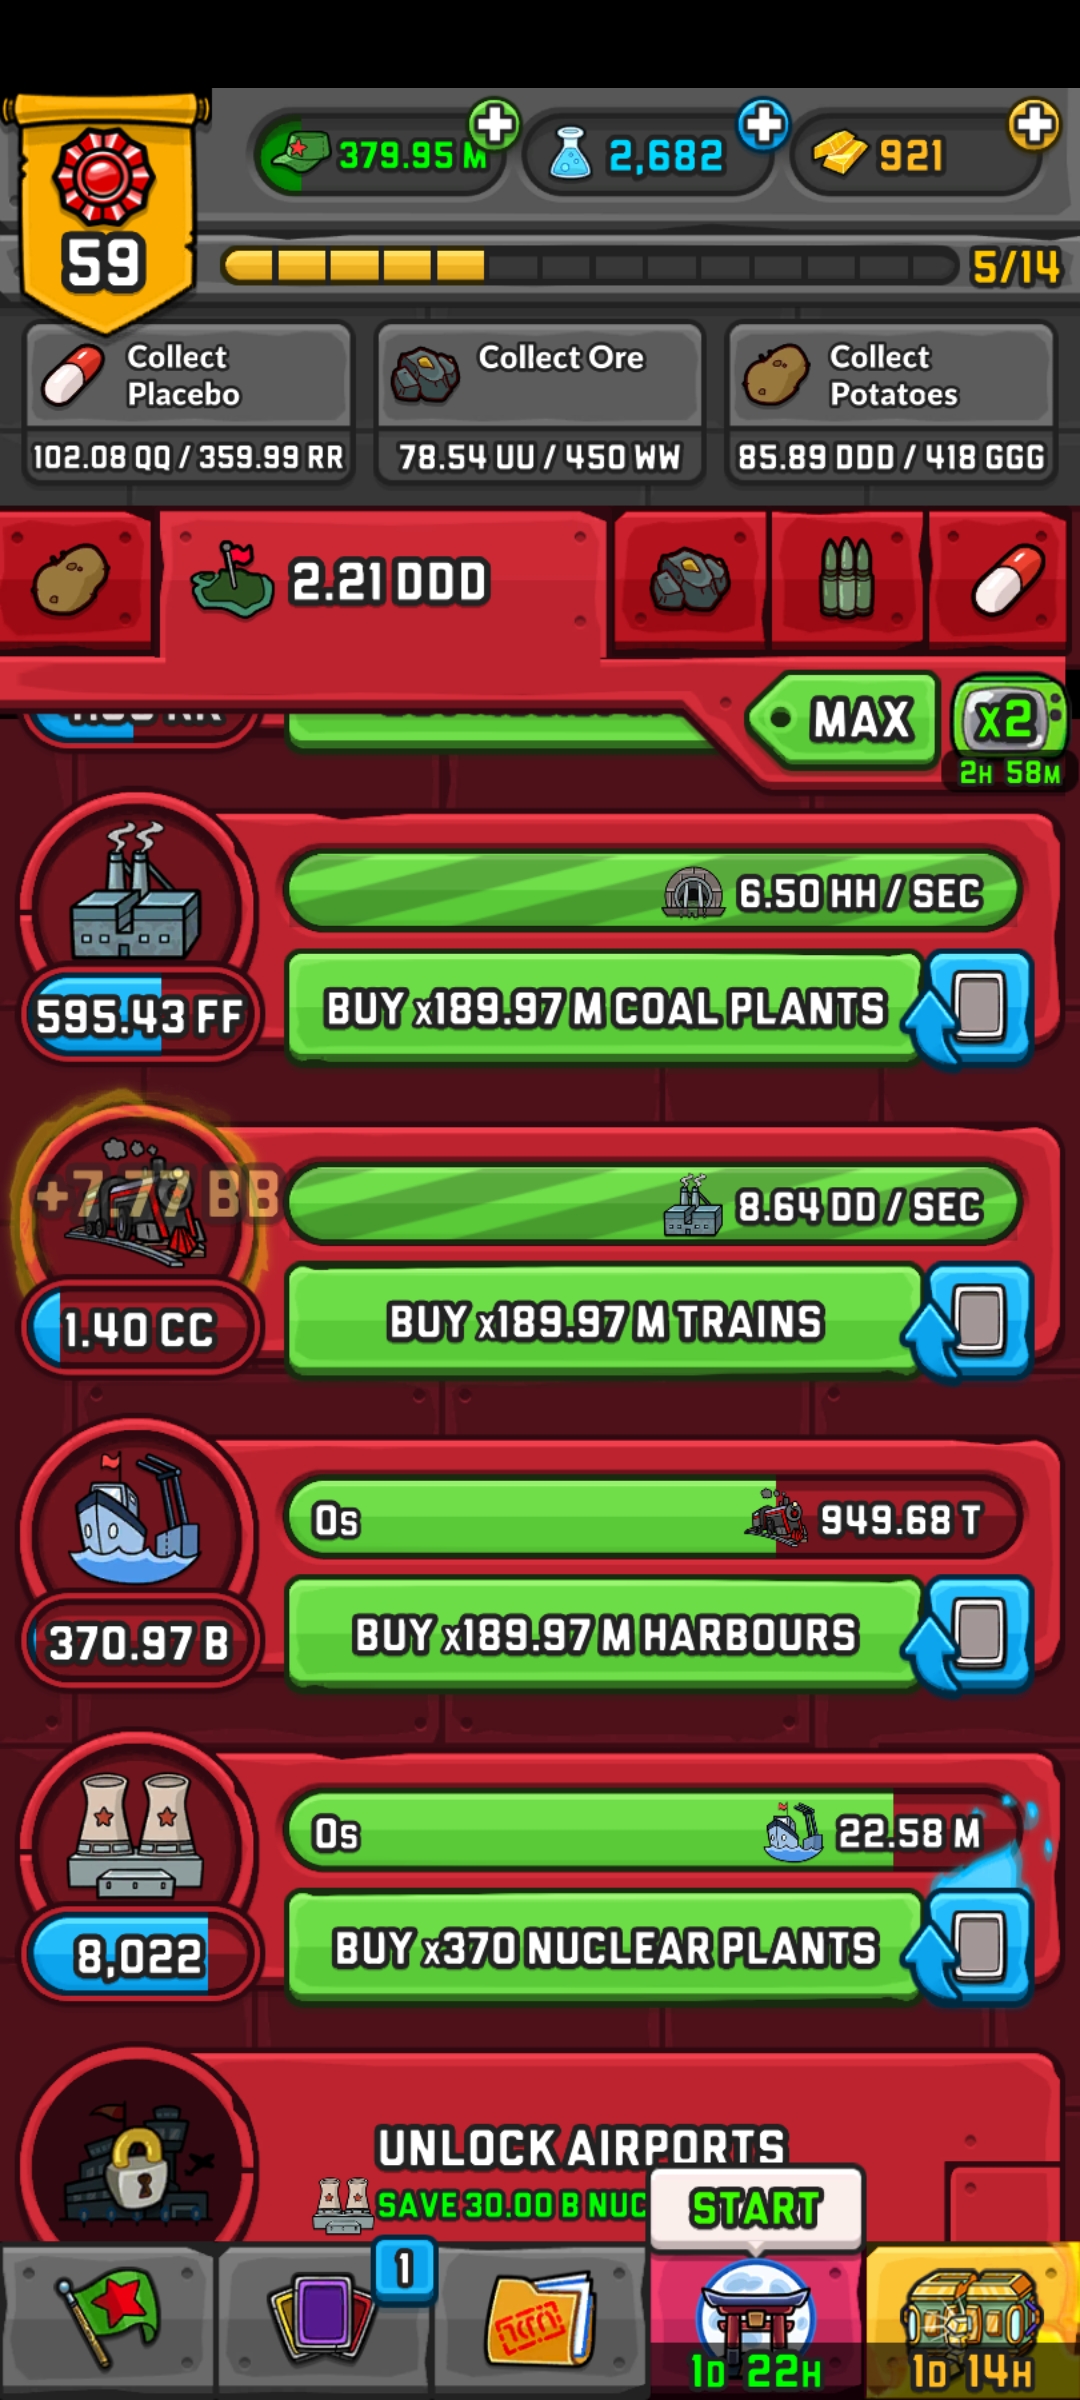 379.95 M
2,682
921
59
5/14
Collect
Placebo
102.08 QQ / 359.99 RR
Collect Ore
78.54 UU / 450 WW
Collect
Potatoes
85.89 DDD / 418 GGG
2.21 DDD
MAX
x2
2H 58M
6.50 HH / SEC
595.43 FF
BUY x189.97 M COAL PLANTS
+7.77 BB
8.64 DD / SEC
1.40 CC
BUY x189.97 M TRAINS
0s
949.68 T
370.97 B
BUY x189.97 M HARBOURS
0s
22.58 M
8,022
BUY x370 NUCLEAR PLANTS
UNLOCK AIRPORTS
SAVE 30.00 B NUC
START
1
1D 22H
1D 14H